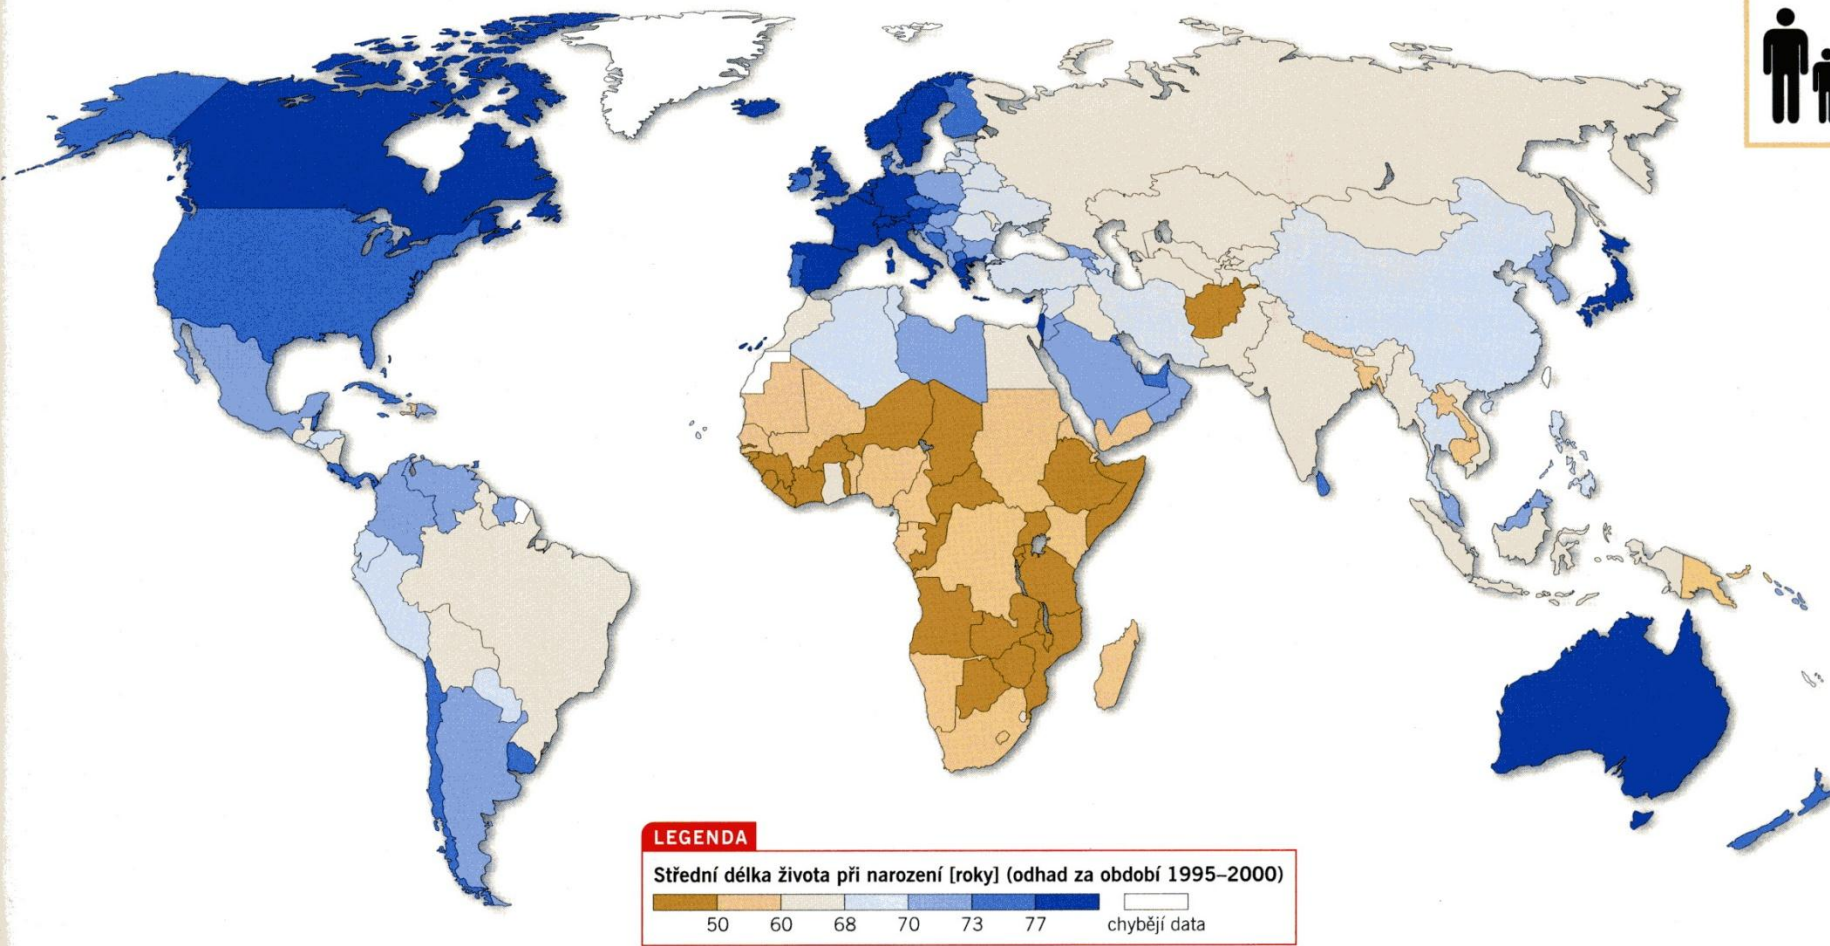 LEGENDA
Střední délka života při narození [roky] (odhad za období 1995–2000)
50 60 68 70 73 77 chybějí data